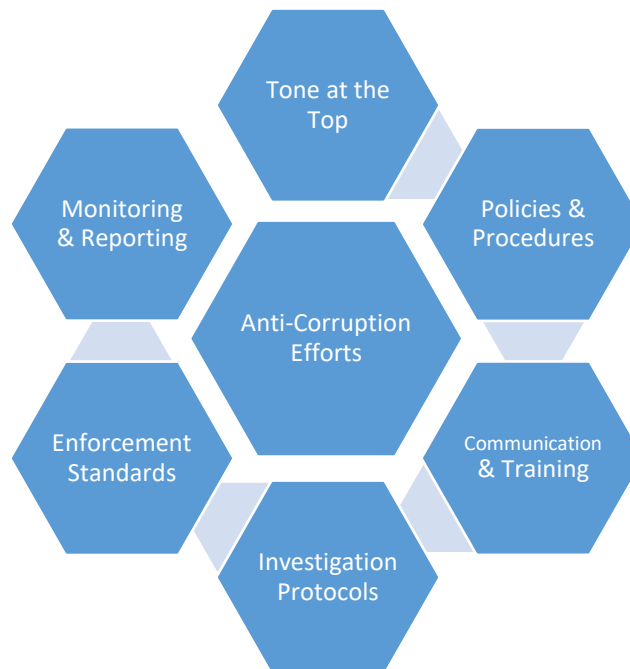 Tone at the
Top
Policies &
Procedures
Communication
& Training
Investigation
Protocols
Enforcement
Standards
Monitoring
& Reporting
Anti-Corruption
Efforts